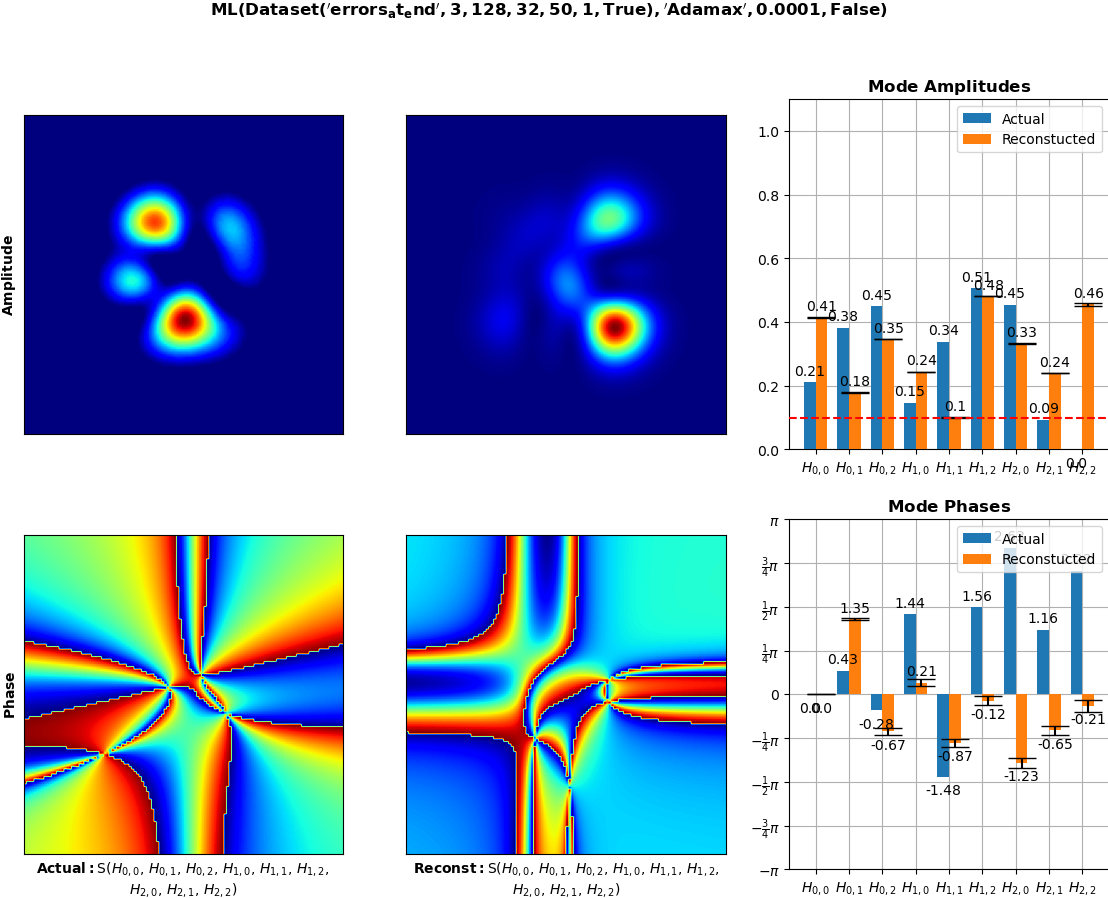 ML(Dataset('errors_at_end', 3, 128, 32, 50, 1, True), 'Adamax', 0.0001, False)
Amplitude
Mode Amplitudes
Actual
Reconstucted
1.0
0.8
0.6
0.4
0.2
0.0
0.21
0.41
0.38
0.18
0.45
0.35
0.15
0.24
0.34
0.1
0.51
0.48
0.45
0.33
0.09
0.24
0.0
0.46
H0,0 H0,1 H0,2 H1,0 H1,1 H1,2 H2,0 H2,1 H2,2
Phase
Mode Phases
Actual
Reconstucted
π
3/4π
1/2π
1/4π
0
−1/4π
−1/2π
−3/4π
−π
0.0
0.0
0.43
1.35
-0.28
-0.67
1.44
0.21
-1.48
-0.87
1.56
-0.12
-1.23
1.16
-0.65
-0.21
H0,0 H0,1 H0,2 H1,0 H1,1 H1,2 H2,0 H2,1 H2,2
Actual: S(H0,0, H0,1, H0,2, H1,0, H1,1, H1,2,
H2,0, H2,1, H2,2)
Reconst: S(H0,0, H0,1, H0,2, H1,0, H1,1, H1,2,
H2,0, H2,1, H2,2)